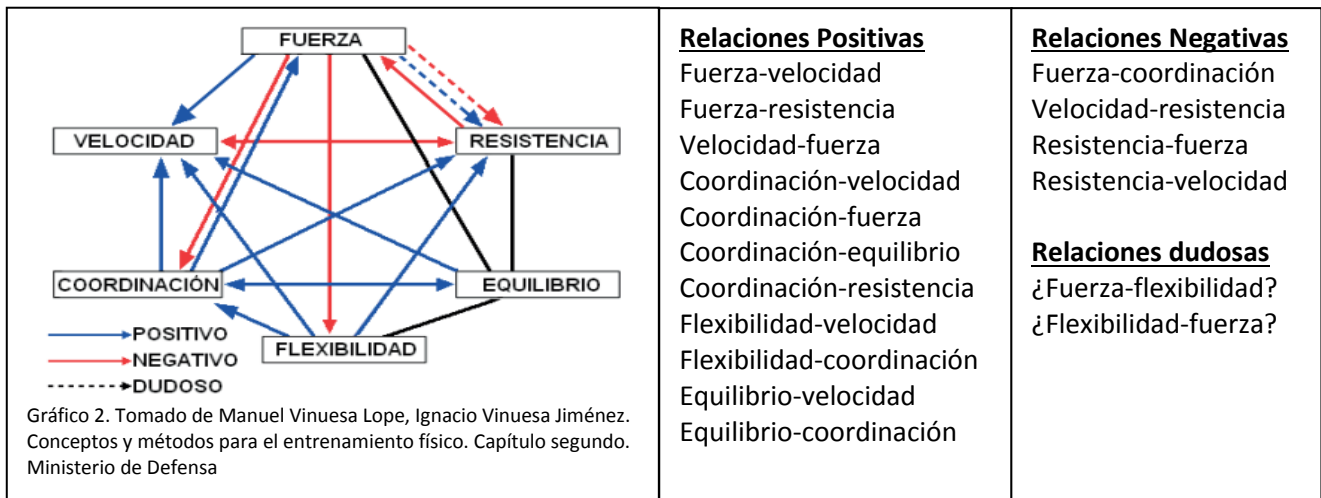 FUERZA
VELOCIDAD
RESISTENCIA
COORDINACIÓN
EQUILIBRIO
FLEXIBILIDAD
POSITIVO
NEGATIVO
DUDOSO
Gráfico 2. Tomado de Manuel Vinuesa Lope, Ignacio Vinuesa Jiménez.
Conceptos y métodos para el entrenamiento físico. Capítulo segundo.
Ministerio de Defensa
Relaciones Positivas
Fuerza-velocidad
Fuerza-resistencia
Velocidad-fuerza
Coordinación-velocidad
Coordinación-fuerza
Coordinación-equilibrio
Coordinación-resistencia
Flexibilidad-velocidad
Flexibilidad-coordinación
Equilibrio-velocidad
Equilibrio-coordinación
Relaciones Negativas
Fuerza-coordinación
Velocidad-resistencia
Resistencia-fuerza
Resistencia-velocidad
Relaciones dudosas
¿Fuerza-flexibilidad?
¿Flexibilidad-fuerza?